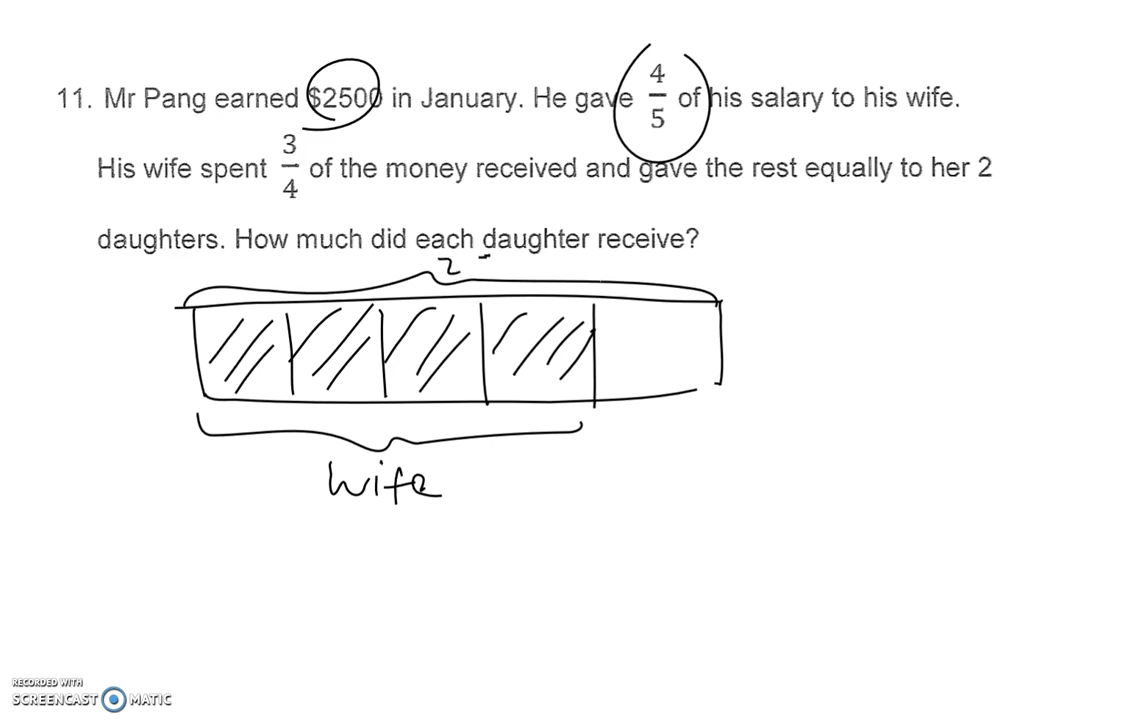 11. Mr Pang earned $2500 in January. He gave 4/5 of his salary to his wife.
His wife spent 3/4 of the money received and gave the rest equally to her 2
daughters. How much did each daughter receive?
2
wife
RECORDED WITH
SCREENCAST MATIC